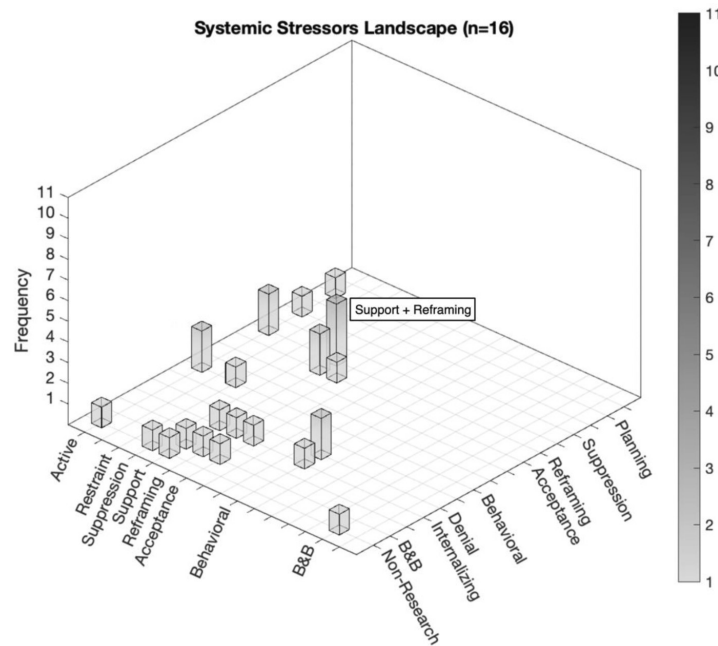 Systemic Stressors Landscape (n=16)
11
10
9
8
7
6
5
4
3
2
1
Frequency
Support + Reframing
Active
Restraint
Suppression
Support
Reframing
Acceptance
Behavioral
B&B
Non-Research
B&B
Internalizing
Denial
Behavioral
Acceptance
Reframing
Suppression
Planning
11
10
9
8
7
6
5
4
3
2
1